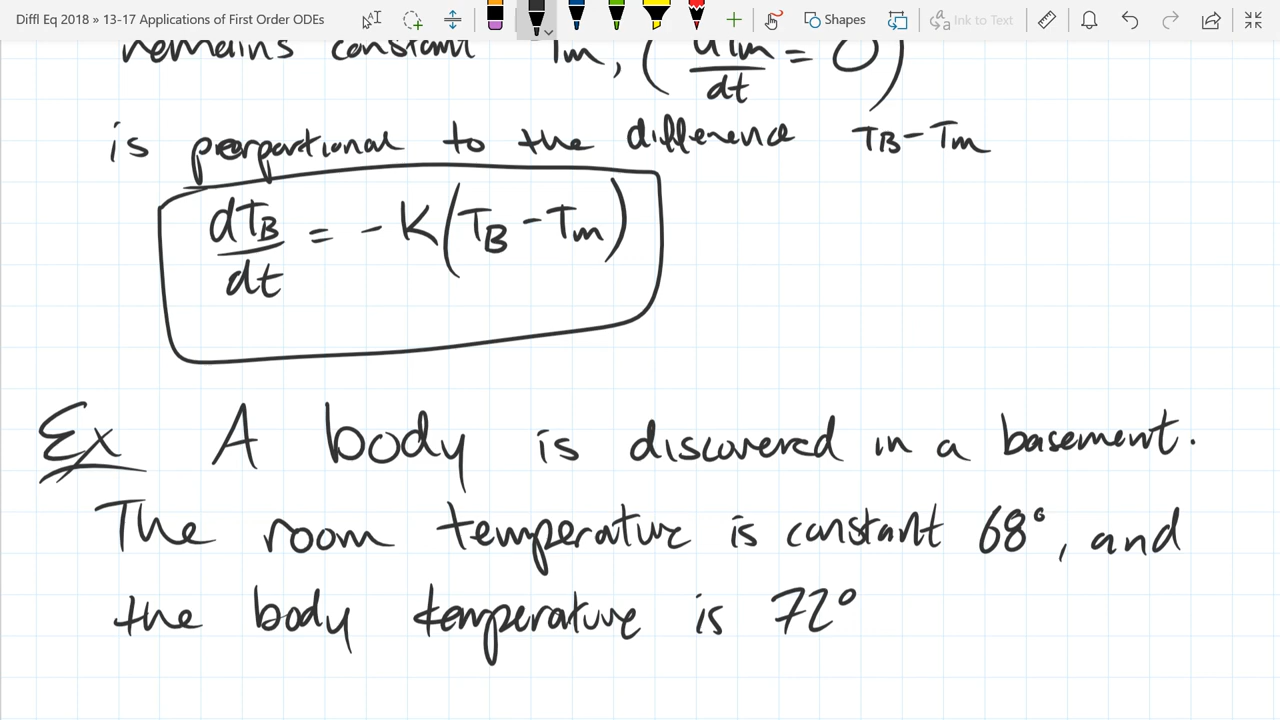 Diffl Eq 2018 » 13-17 Applications of First Order ODEs
Shapes
Ink to Text
remains constant Tm, ( dTm/dt = 0 )
is perportional to the difference TB - Tm
dTB/dt = - K(TB - Tm)
Ex A body is discovered in a basement.
The room temperature is constant 68°, and
the body temperature is 72°